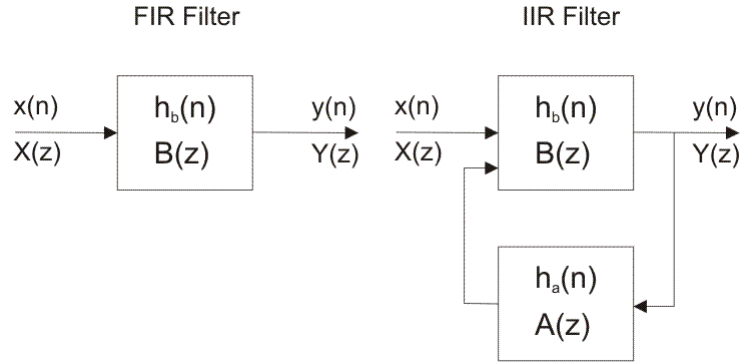 FIR Filter
x(n)
X(z)
h_b(n)
B(z)
y(n)
Y(z)
IIR Filter
x(n)
X(z)
h_b(n)
B(z)
y(n)
Y(z)
h_a(n)
A(z)